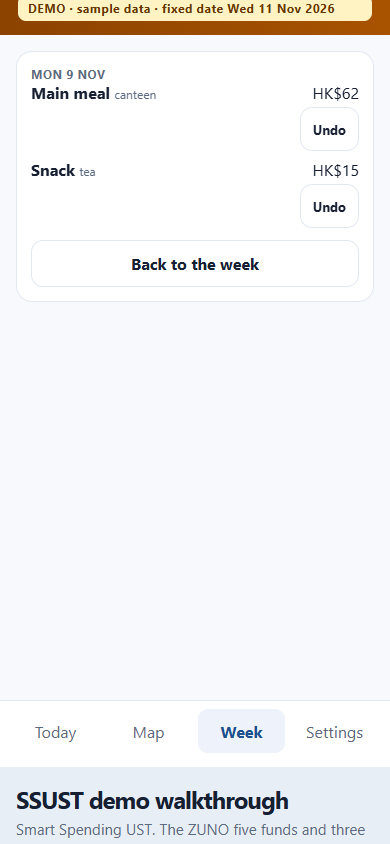 DEMO · sample data · fixed date Wed 11 Nov 2026
MON 9 NOV
Main meal canteen HK$62
Undo
Snack tea HK$15
Undo
Back to the week
Today Map Week Settings
SSUST demo walkthrough
Smart Spending UST. The ZUNO five funds and three